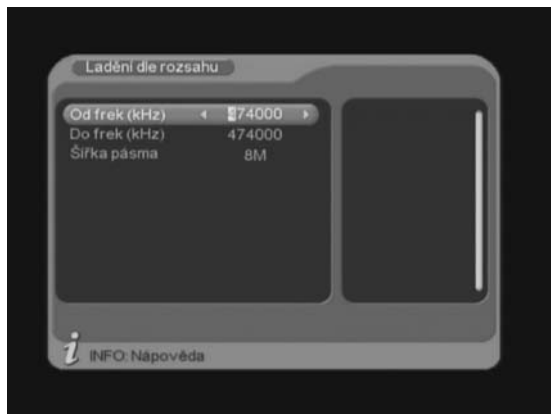 Ladění dle rozsahu
Od frek (kHz) 474000
Do frek (kHz) 474000
Šířka pásma 8M
INFO: Nápověda